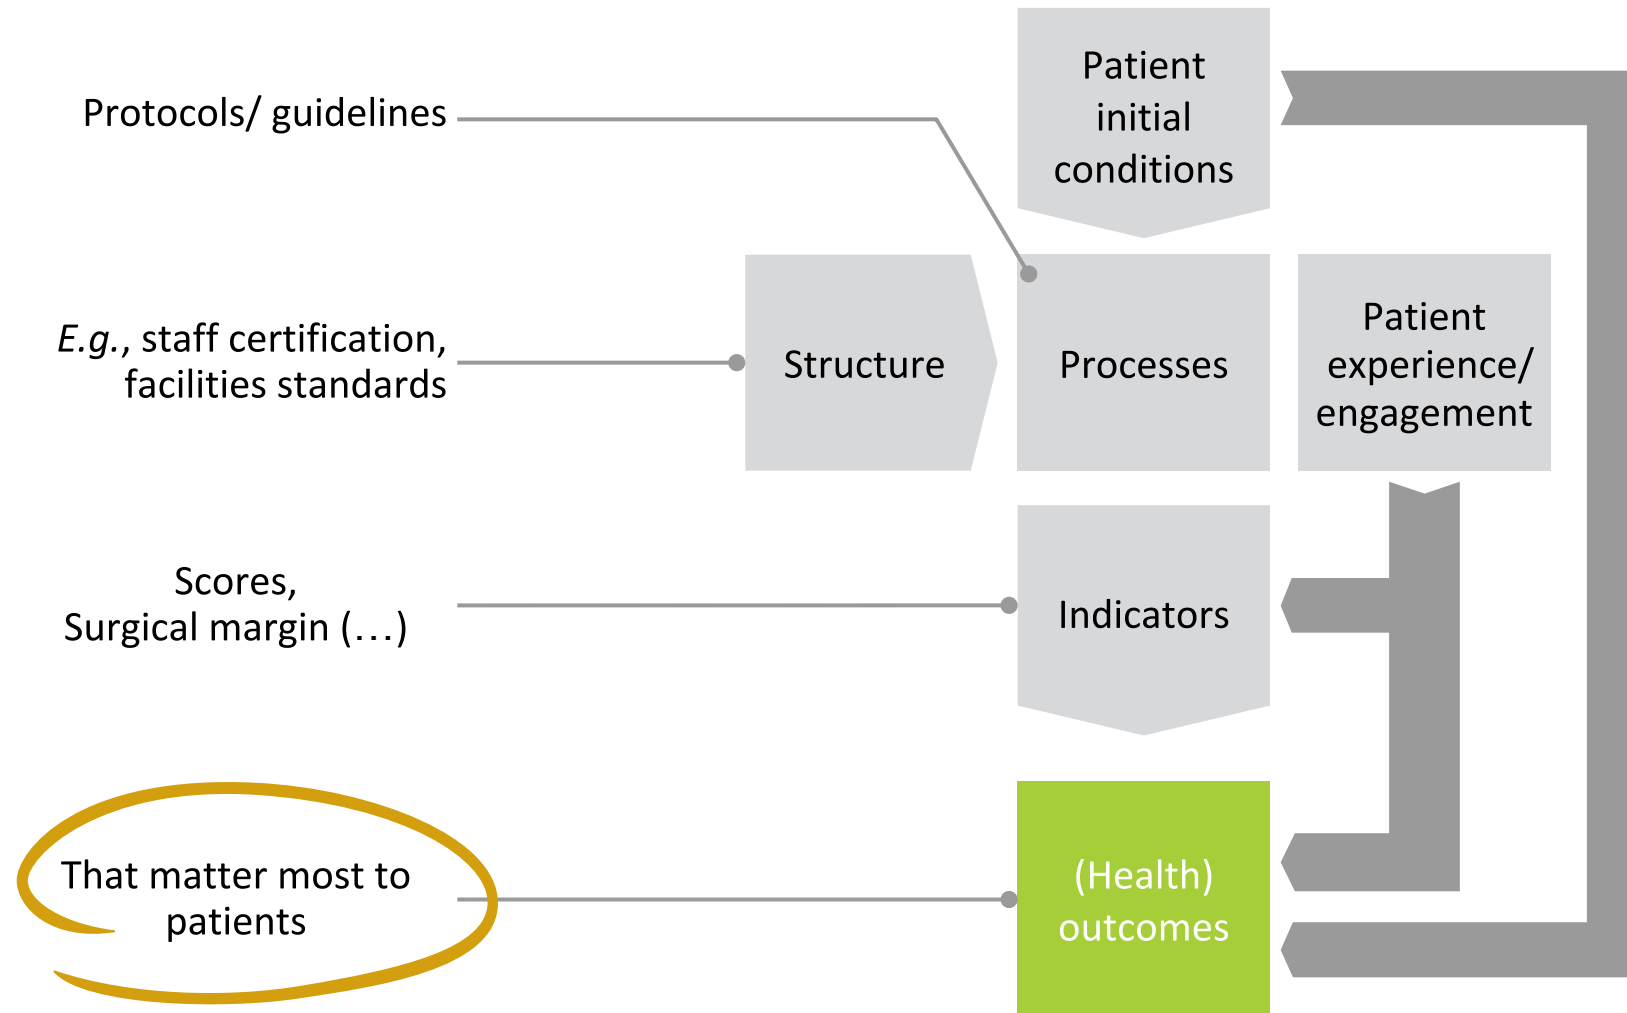 Patient
initial
conditions
Protocols/ guidelines
E.g., staff certification,
facilities standards
Structure
Processes
Patient
experience/
engagement
Scores,
Surgical margin (…)
Indicators
That matter most to
patients
(Health)
outcomes